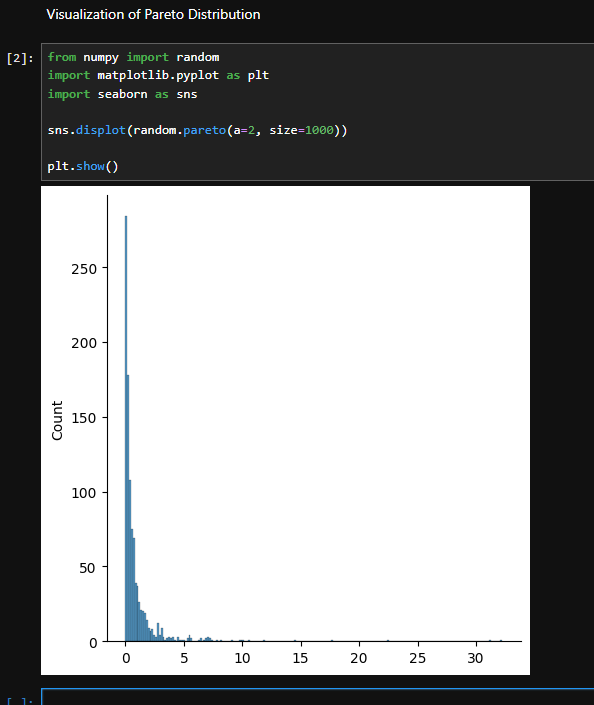 Visualization of Pareto Distribution
[2]:
from numpy import random
import matplotlib.pyplot as plt
import seaborn as sns
sns.displot(random.pareto(a=2, size=1000))
plt.show()
250
200
150
100
50
0
Count
0 5 10 15 20 25 30
[ ]: